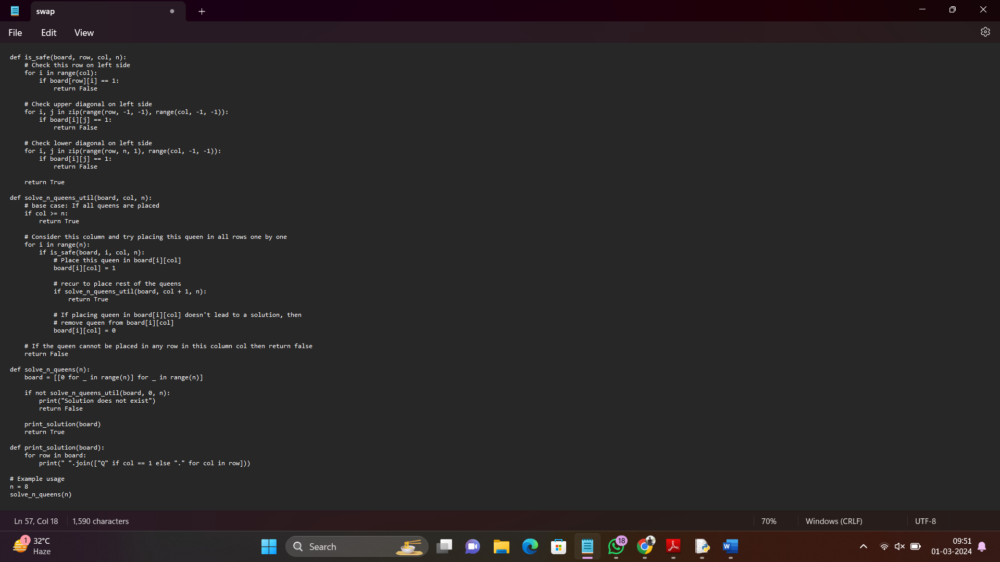 swap
File Edit View
def is_safe(board, row, col, n):
    # Check this row on left side
    for i in range(col):
        if board[row][i] == 1:
            return False

    # Check upper diagonal on left side
    for i, j in zip(range(row, -1, -1), range(col, -1, -1)):
        if board[i][j] == 1:
            return False

    # Check lower diagonal on left side
    for i, j in zip(range(row, n, 1), range(col, -1, -1)):
        if board[i][j] == 1:
            return False

    return True

def solve_n_queens_util(board, col, n):
    # base case: If all queens are placed
    if col >= n:
        return True

    # Consider this column and try placing this queen in all rows one by one
    for i in range(n):
        if is_safe(board, i, col, n):
            # Place this queen in board[i][col]
            board[i][col] = 1

            # recur to place rest of the queens
            if solve_n_queens_util(board, col + 1, n):
                return True

            # If placing queen in board[i][col] doesn't lead to a solution, then
            # remove queen from board[i][col]
            board[i][col] = 0

    # If the queen cannot be placed in any row in this column col then return false
    return False

def solve_n_queens(n):
    board = [[0 for _ in range(n)] for _ in range(n)]

    if not solve_n_queens_util(board, 0, n):
        print("Solution does not exist")
        return False

    print_solution(board)
    return True

def print_solution(board):
    for row in board:
        print(" ".join(["Q" if col == 1 else "." for col in row]))

# Example usage
n = 8
solve_n_queens(n)
Ln 57, Col 18 1,590 characters 70% Windows (CRLF) UTF-8
1 32°C
Haze
Search
18
W
09:51
01-03-2024